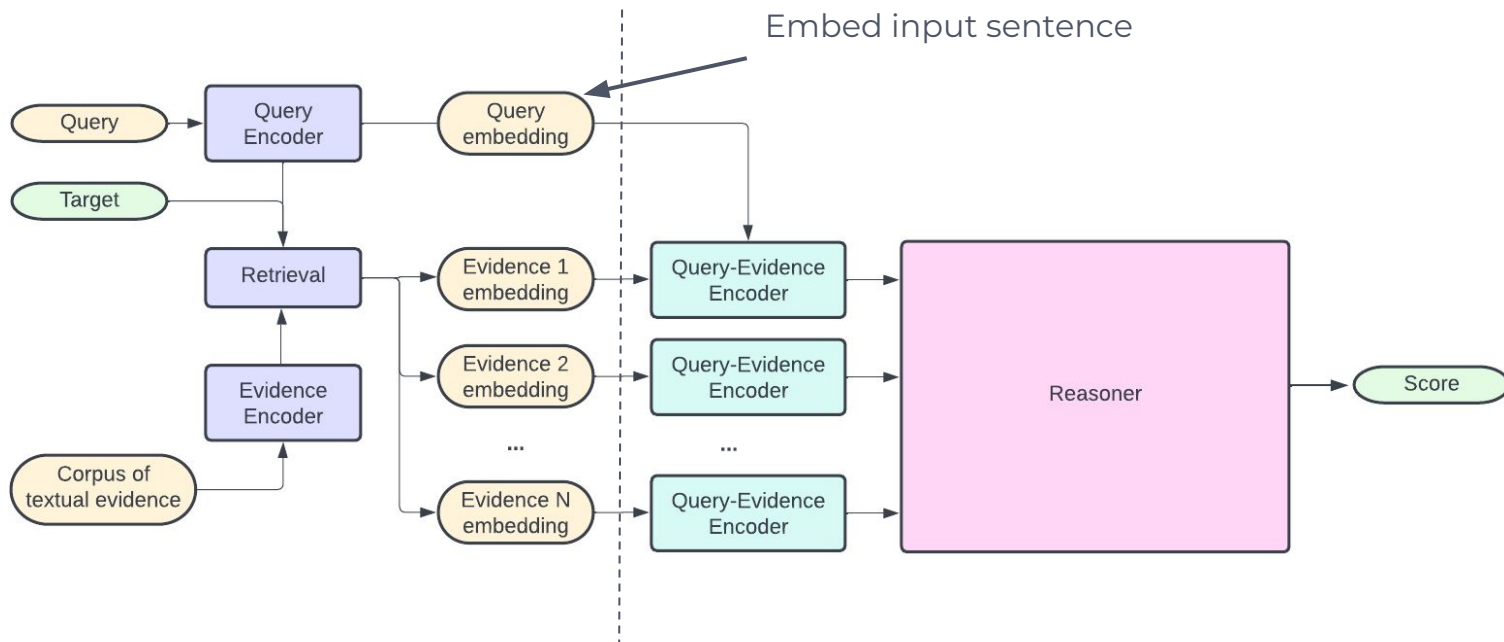 Embed input sentence
Query
Query
Encoder
Query
embedding
Target
Retrieval
Evidence 1
embedding
Query-Evidence
Encoder
Evidence
Encoder
Evidence 2
embedding
Query-Evidence
Encoder
Reasoner
Score
...
...
Corpus of
textual evidence
Evidence N
embedding
Query-Evidence
Encoder